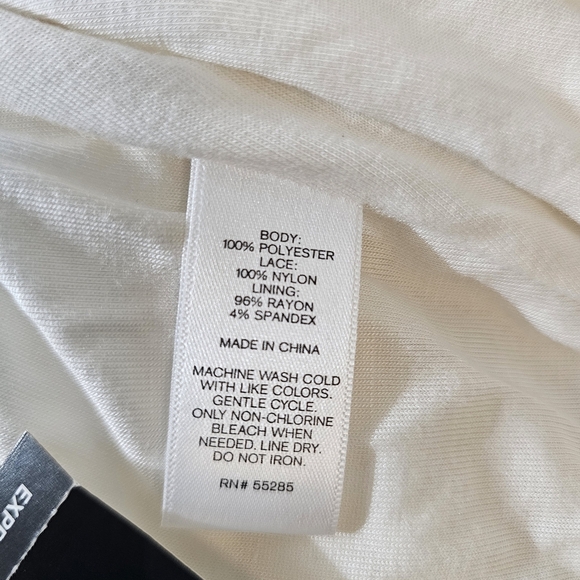 BODY:
100% POLYESTER
LACE:
100% NYLON
LINING:
96% RAYON
4% SPANDEX
MADE IN CHINA
MACHINE WASH COLD
WITH LIKE COLORS.
GENTLE CYCLE.
ONLY NON-CHLORINE
BLEACH WHEN
NEEDED. LINE DRY.
DO NOT IRON.
RN# 55285